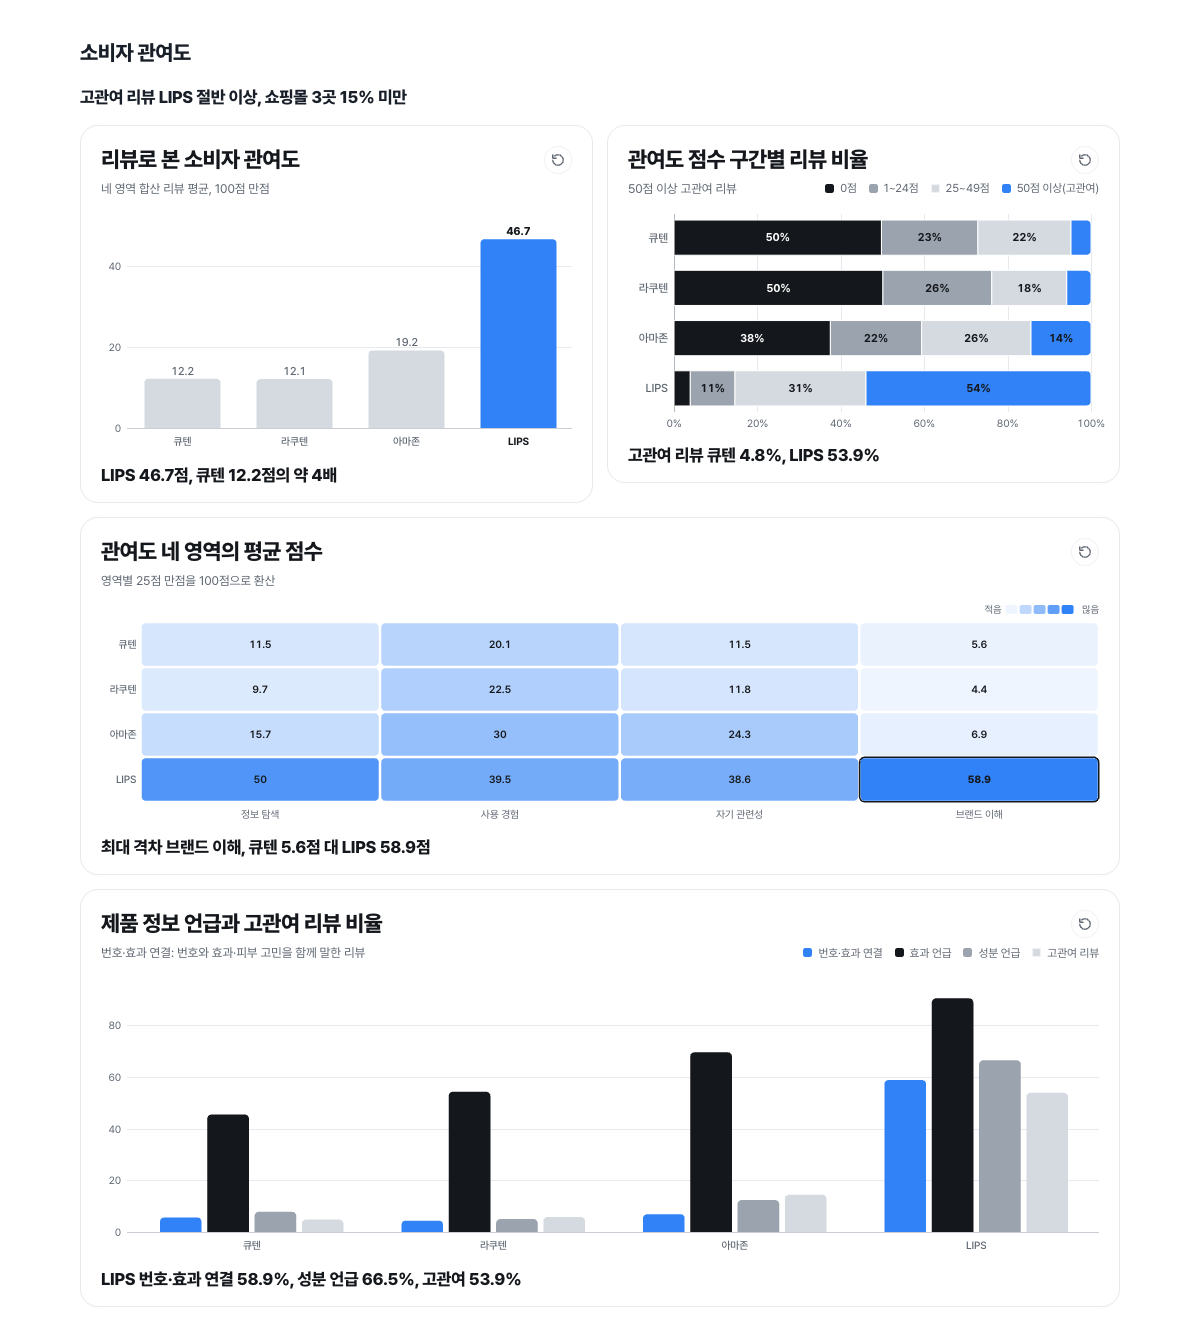 소비자 관여도
고관여 리뷰 LIPS 절반 이상, 쇼핑몰 3곳 15% 미만
리뷰로 본 소비자 관여도
네 영역 합산 리뷰 평균, 100점 만점
46.7
40
20
19.2
12.2
12.1
0
큐텐
라쿠텐
아마존
LIPS
LIPS 46.7점, 큐텐 12.2점의 약 4배
관여도 점수 구간별 리뷰 비율
50점 이상 고관여 리뷰
0점
1~24점
25~49점
50점 이상(고관여)
큐텐 50% 23% 22%
라쿠텐 50% 26% 18%
아마존 38% 22% 26% 14%
LIPS 11% 31% 54%
0% 20% 40% 60% 80% 100%
고관여 리뷰 큐텐 4.8%, LIPS 53.9%
관여도 네 영역의 평균 점수
영역별 25점 만점을 100점으로 환산
적음 많음
큐텐 11.5 20.1 11.5 5.6
라쿠텐 9.7 22.5 11.8 4.4
아마존 15.7 30 24.3 6.9
LIPS 50 39.5 38.6 58.9
정보 탐색 사용 경험 자기 관련성 브랜드 이해
최대 격차 브랜드 이해, 큐텐 5.6점 대 LIPS 58.9점
제품 정보 언급과 고관여 리뷰 비율
번호·효과 연결: 번호와 효과·피부 고민을 함께 말한 리뷰
번호·효과 연결 효과 언급 성분 언급 고관여 리뷰
80
60
40
20
0
큐텐 라쿠텐 아마존 LIPS
LIPS 번호·효과 연결 58.9%, 성분 언급 66.5%, 고관여 53.9%